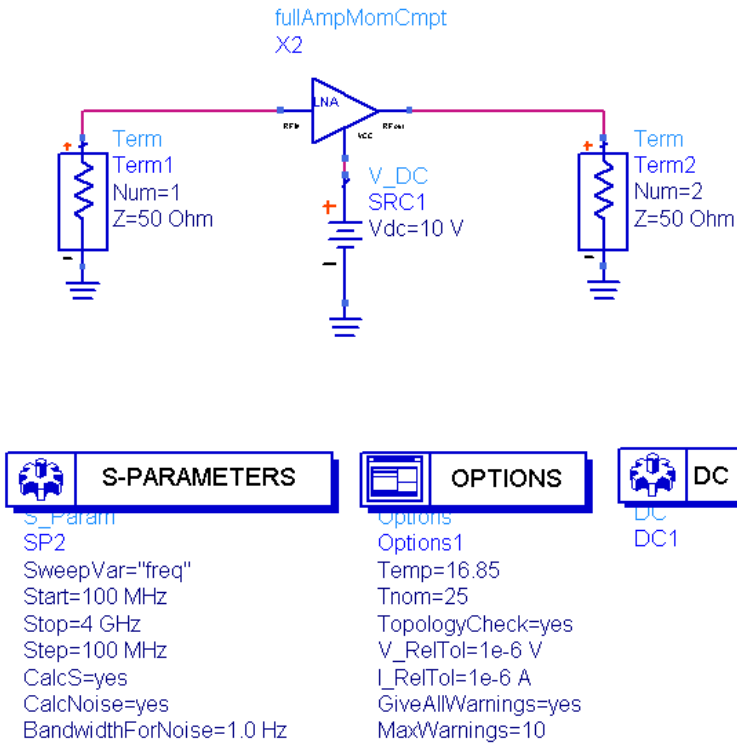 fullAmpMomCmpt
X2
LNA
RFin
RFout
VCC
+
Term
Term1
Num=1
Z=50 Ohm
-
V_DC
+
SRC1
Vdc=10 V
-
+
Term
Term2
Num=2
Z=50 Ohm
-
S-PARAMETERS
S_Param
SP2
SweepVar="freq"
Start=100 MHz
Stop=4 GHz
Step=100 MHz
CalcS=yes
CalcNoise=yes
BandwidthForNoise=1.0 Hz
OPTIONS
Options
Options1
Temp=16.85
Tnom=25
TopologyCheck=yes
V_RelTol=1e-6 V
I_RelTol=1e-6 A
GiveAllWarnings=yes
MaxWarnings=10
DC
DC
DC1